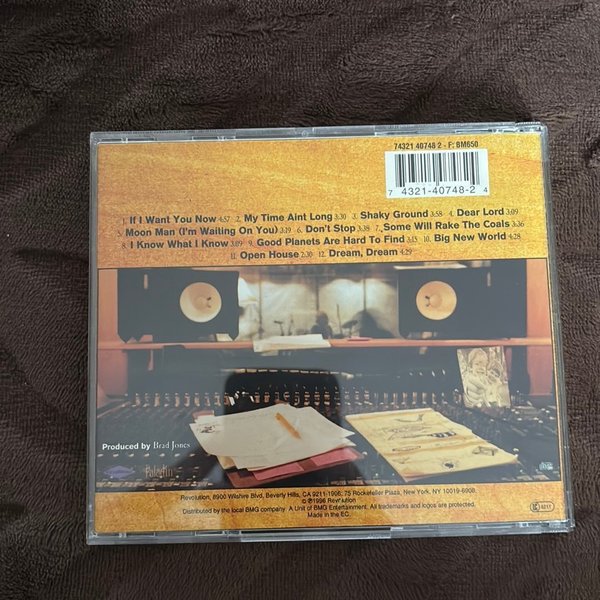 74321 40748 2 - F: BM650
7 4321-40748-2 4
1. If I Want You Now 4:57 2. My Time Aint Long 3:30 3. Shaky Ground 3:58 4. Dear Lord 3:09
5. Moon Man (I'm Waiting On You) 3:19 6. Don't Stop 3:38 7. Some Will Rake The Coals 3:36
8. I Know What I Know 3:09 9. Good Planets Are Hard To Find 3:15 10. Big New World 4:28
11. Open House 2:30 12. Dream, Dream 4:29
Produced by Brad Jones
Paladin
Revolution, 8900 Wilshire Blvd, Beverly Hills, CA 9211-1906; 75 Rockefeller Plaza, New York, NY 10019-6908.
© ℗1996 Revolution
Distributed by the local BMG company. A Unit of BMG Entertainment. All trademarks and logos are protected.
Made in the EC.